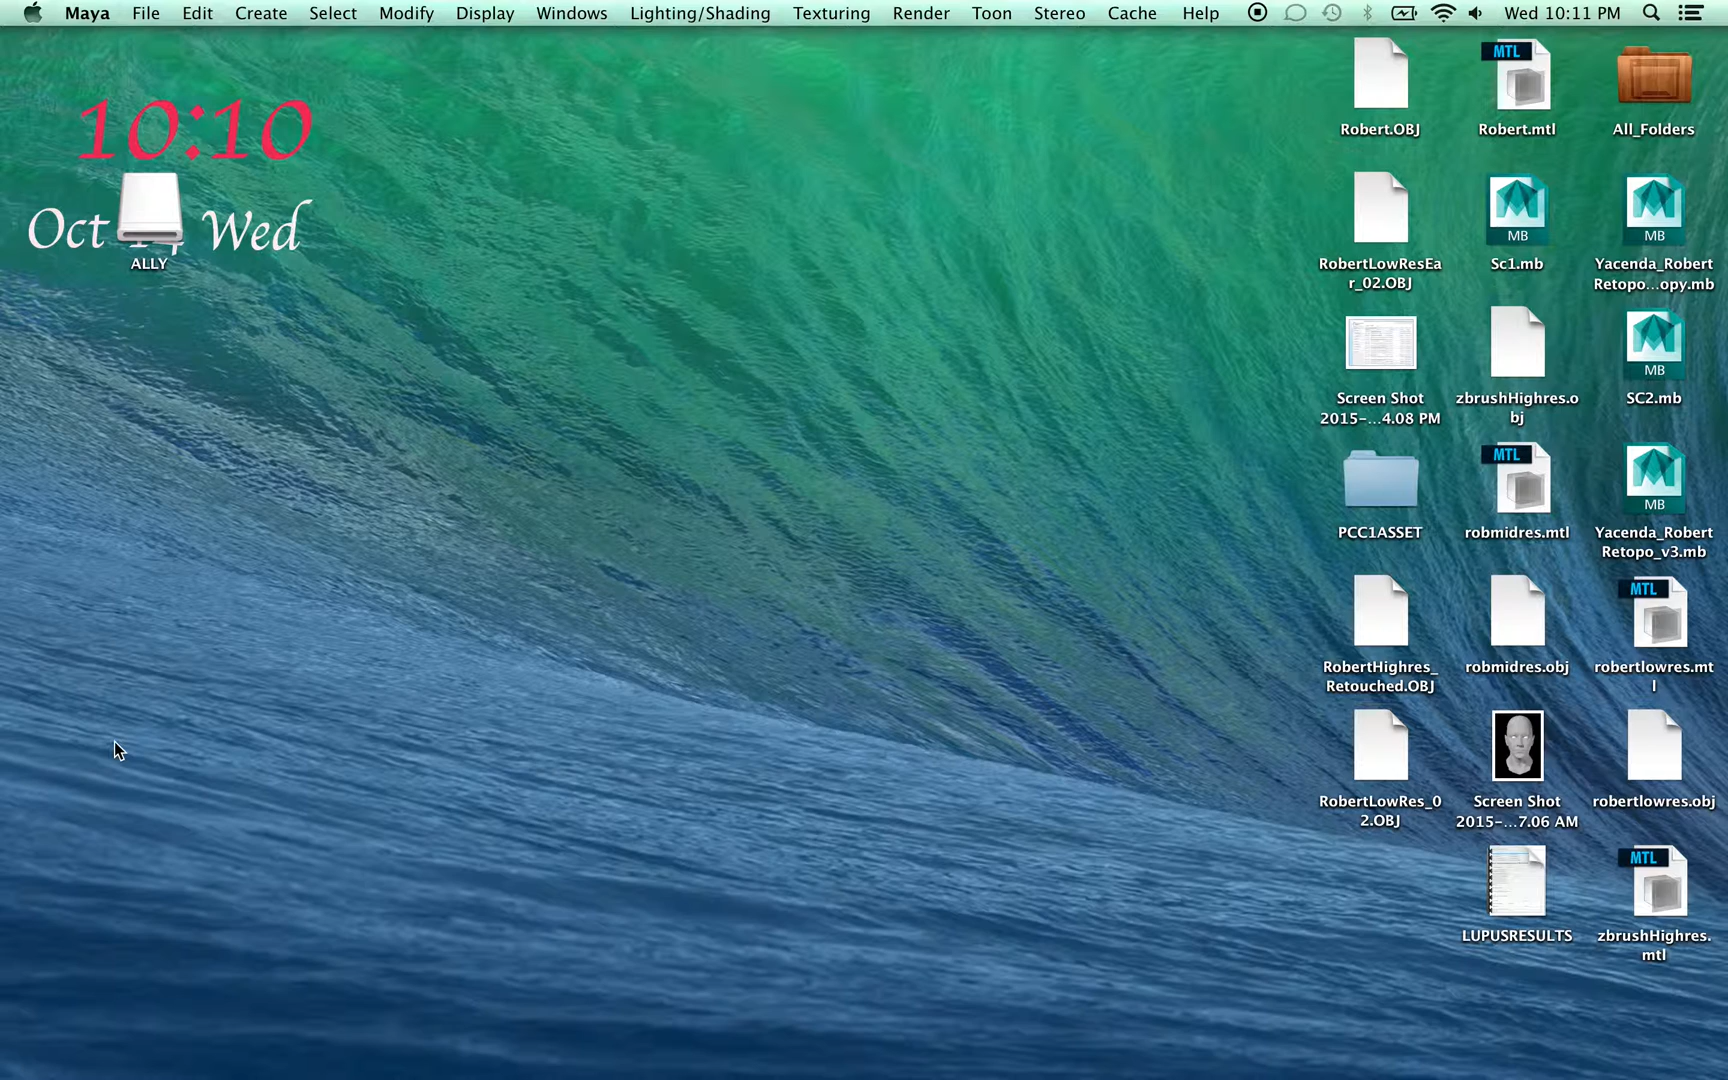 Maya File Edit Create Select Modify Display Windows Lighting/Shading Texturing Render Toon Stereo Cache Help Wed 10:11 PM
10:10
Oct Wed
ALLY
MTL
Robert.OBJ Robert.mtl All_Folders
MB MB
RobertLowResEa Sc1.mb Yacenda_Robert
r_02.OBJ Retopo...opy.mb
MB
Screen Shot zbrushHighres.o SC2.mb
2015-...4.08 PM bj
MTL
MB
PCC1ASSET robmidres.mtl Yacenda_Robert
Retopo_v3.mb
MTL
RobertHighres_ robmidres.obj robertlowres.mt
Retouched.OBJ l
RobertLowRes_0 Screen Shot robertlowres.obj
2.OBJ 2015-...7.06 AM
MTL
LUPUSRESULTS zbrushHighres.
mtl